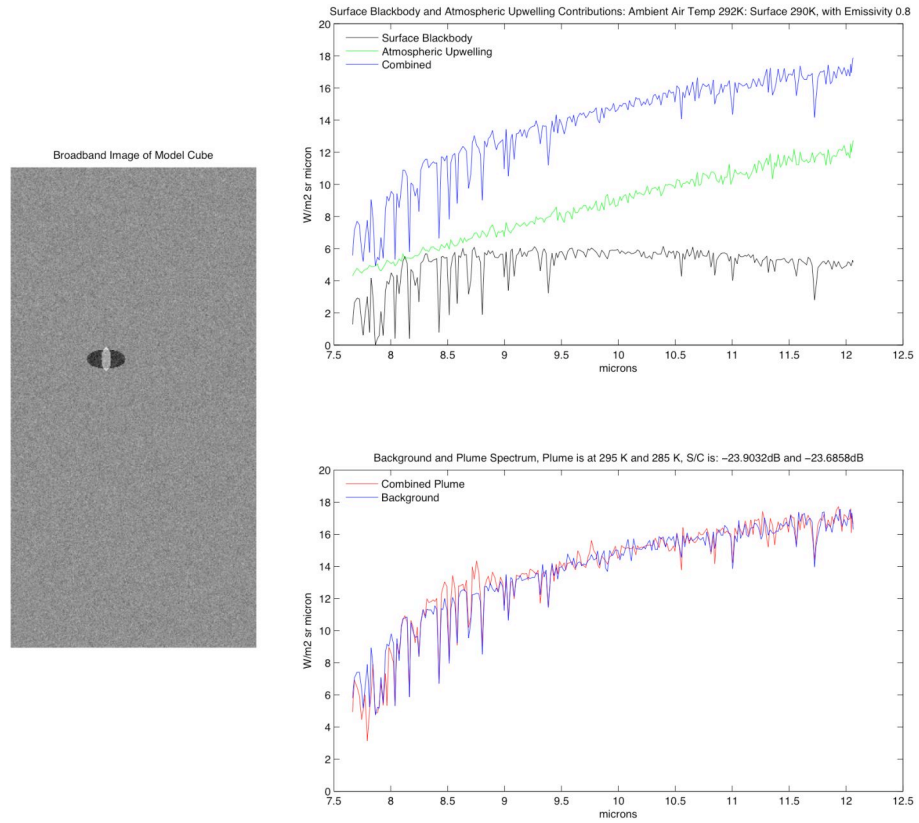 Broadband Image of Model Cube
Surface Blackbody and Atmospheric Upwelling Contributions: Ambient Air Temp 292K: Surface 290K, with Emissivity 0.8
Surface Blackbody
Atmospheric Upwelling
Combined
W/m2 sr micron
20
18
16
14
12
10
8
6
4
2
0
7.5 8 8.5 9 9.5 10 10.5 11 11.5 12 12.5
microns
Background and Plume Spectrum, Plume is at 295 K and 285 K, S/C is: −23.9032dB and −23.6858dB
Combined Plume
Background
W/m2 sr micron
20
18
16
14
12
10
8
6
4
2
0
7.5 8 8.5 9 9.5 10 10.5 11 11.5 12 12.5
microns